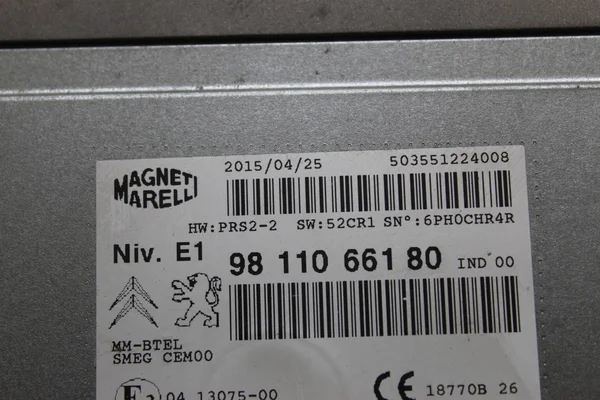 MAGNETI MARELLI
2015/04/25 503551224008
HW:PRS2-2 SW:52CR1 SN°:6PH0CHR4R
Niv. E1 98 110 661 80 IND 00
MM-BTEL
SMEG CEM00
E 04 13075-00 CE 18770B 26